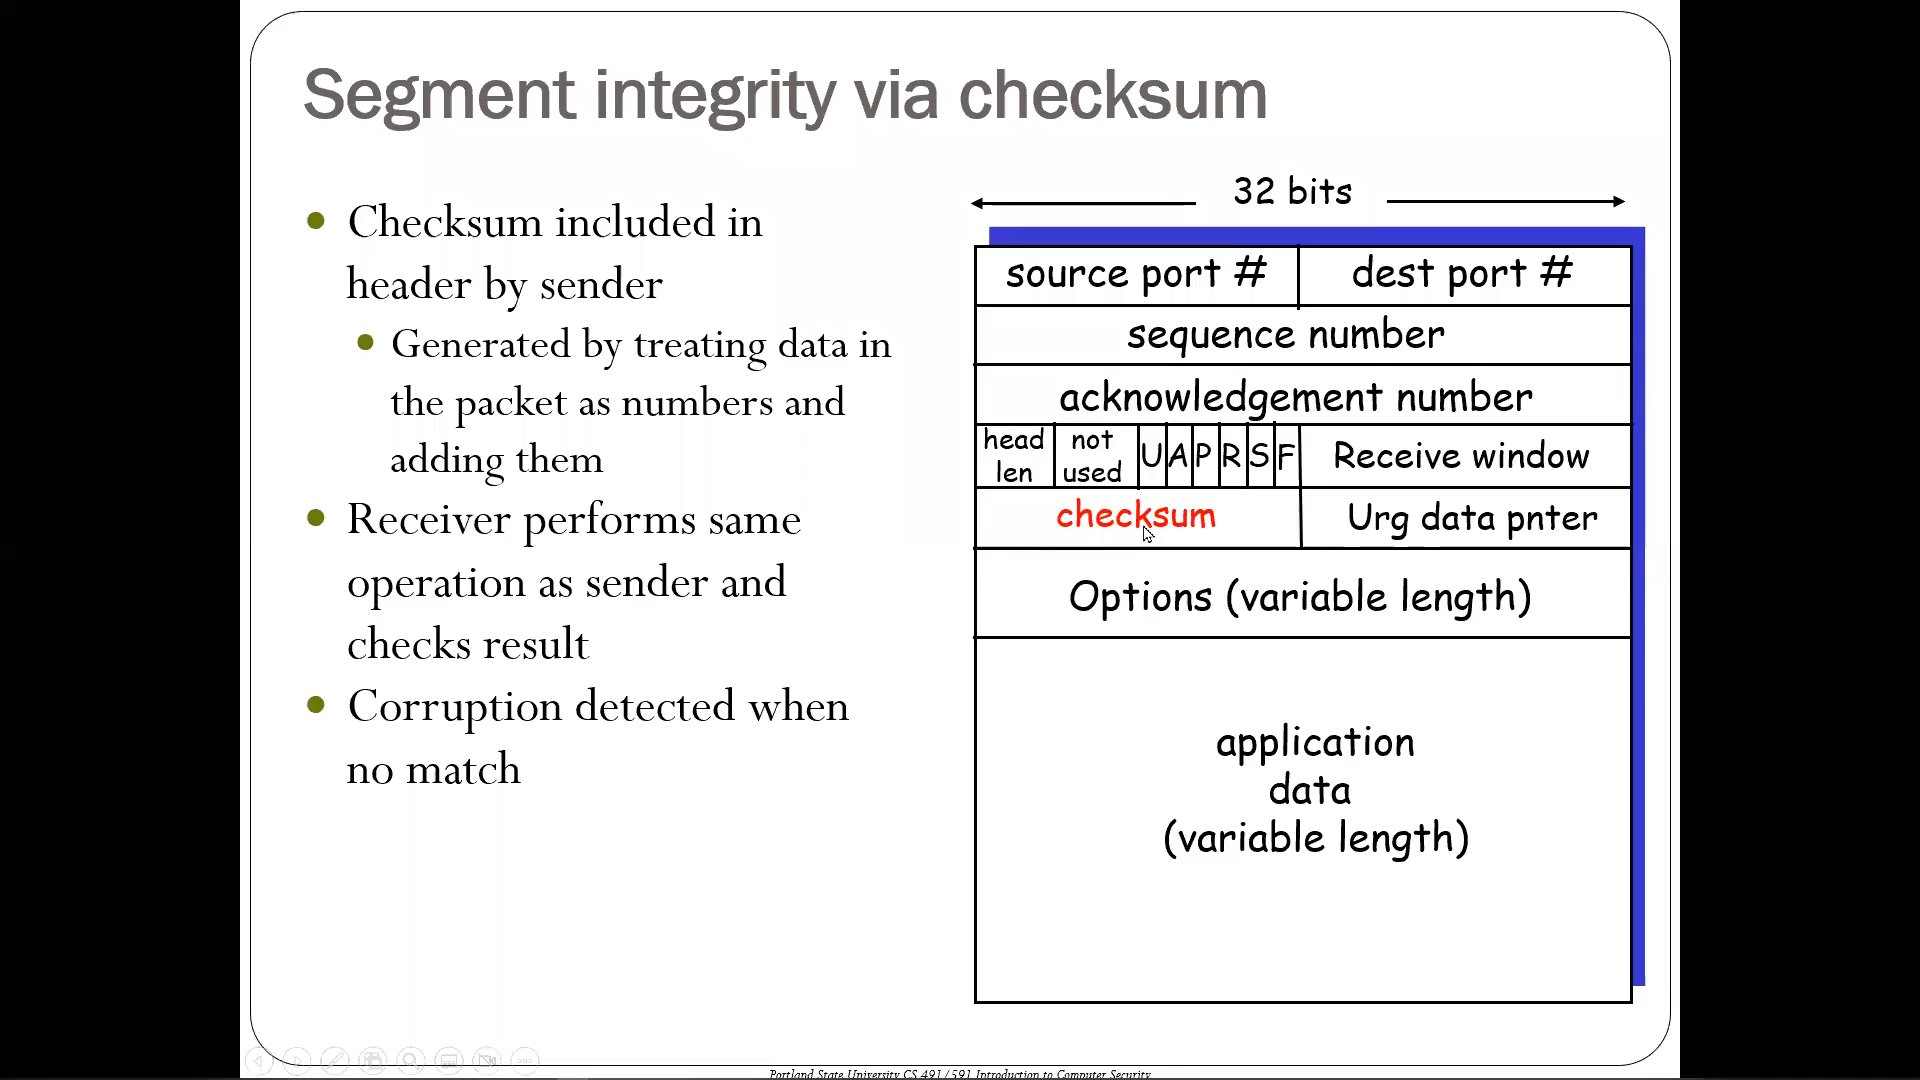 Segment integrity via checksum
Checksum included in
header by sender
Generated by treating data in
the packet as numbers and
adding them
Receiver performs same
operation as sender and
checks result
Corruption detected when
no match
32 bits
source port # dest port #
sequence number
acknowledgement number
head not
len used U A P R S F Receive window
checksum Urg data pnter
Options (variable length)
application
data
(variable length)
Portland State University CS 491/591 Introduction to Computer Security